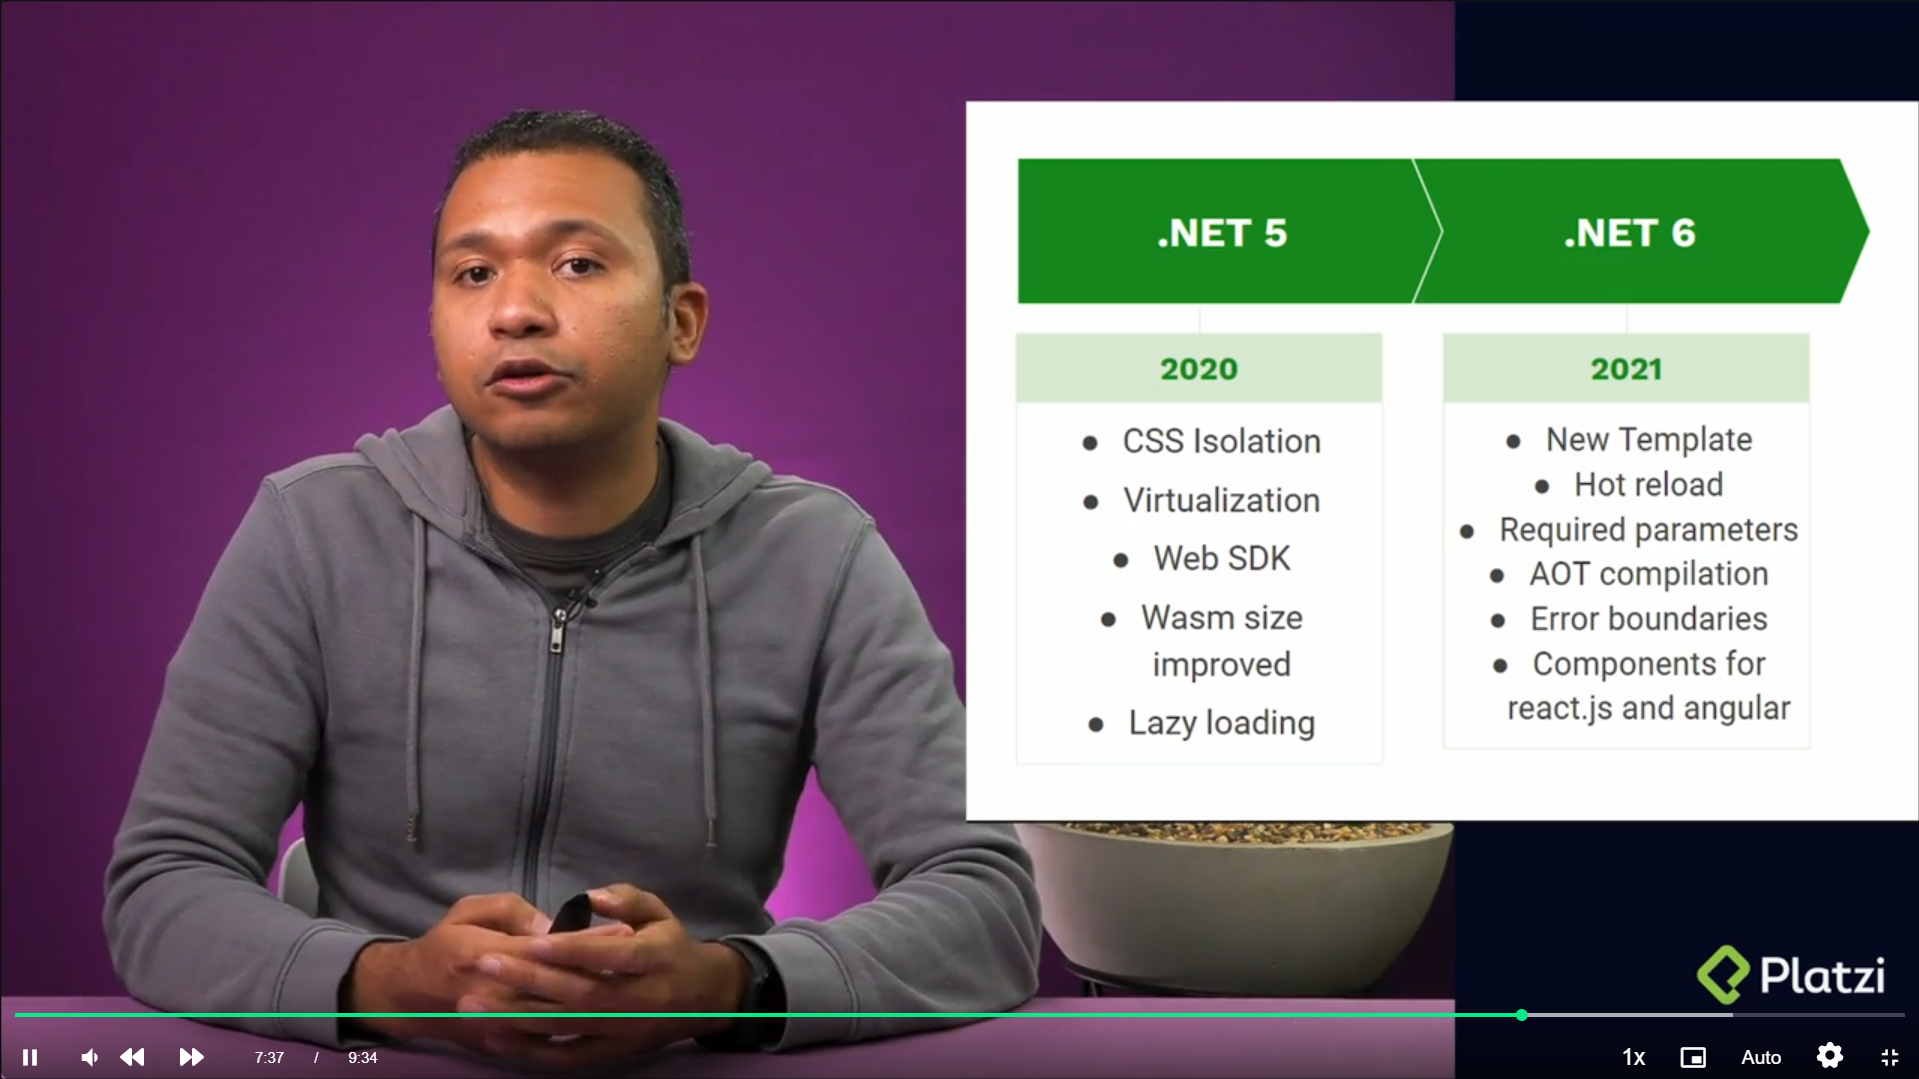 .NET 5
.NET 6
2020
● CSS Isolation
● Virtualization
● Web SDK
● Wasm size
improved
● Lazy loading
2021
● New Template
● Hot reload
● Required parameters
● AOT compilation
● Error boundaries
● Components for
react.js and angular
Platzi
7:37 / 9:34
1x
Auto